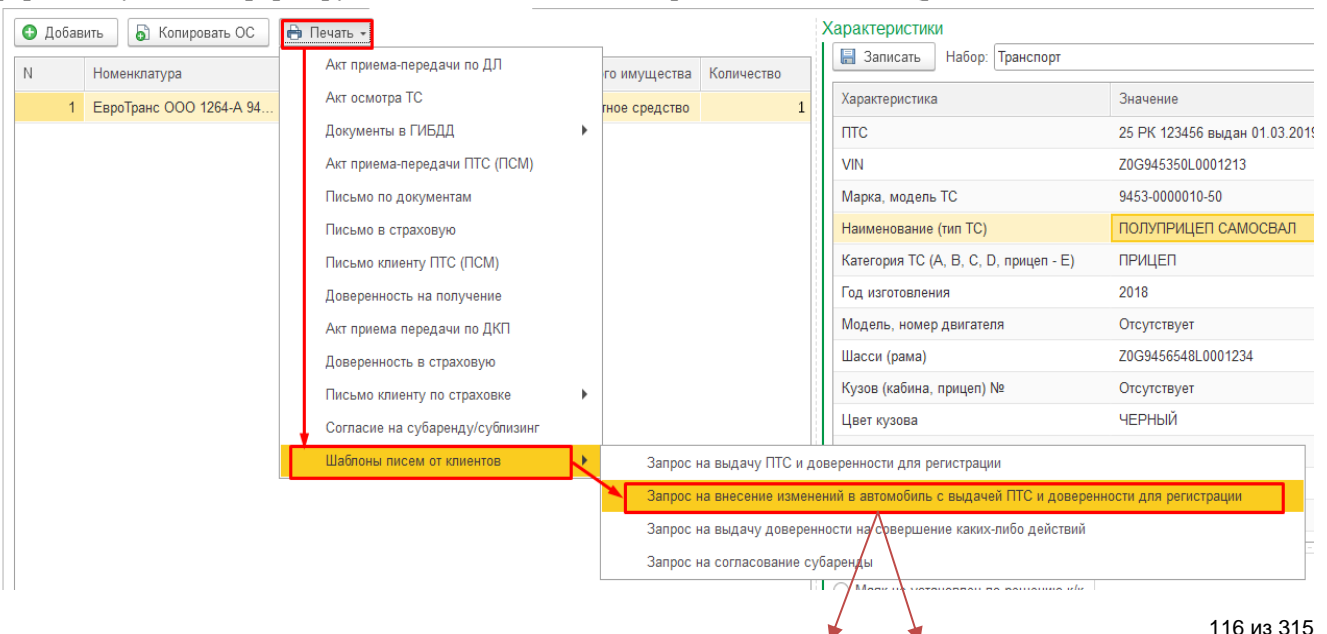 Добавить Копировать ОС Печать
Характеристики
Записать Набор: Транспорт
N Номенклатура го имущества Количество
1 ЕвроТранс ООО 1264-А 94... тное средство 1
Акт приема-передачи по ДЛ
Акт осмотра ТС
Документы в ГИБДД
Акт приема-передачи ПТС (ПСМ)
Письмо по документам
Письмо в страховую
Письмо клиенту ПТС (ПСМ)
Доверенность на получение
Акт приема передачи по ДКП
Доверенность в страховую
Письмо клиенту по страховке
Согласие на субаренду/сублизинг
Шаблоны писем от клиентов
Запрос на выдачу ПТС и доверенности для регистрации
Запрос на внесение изменений в автомобиль с выдачей ПТС и доверенности для регистрации
Запрос на выдачу доверенности на совершение каких-либо действий
Запрос на согласование субаренды
Характеристика Значение
ПТС 25 РК 123456 выдан 01.03.2019
VIN Z0G945350L0001213
Марка, модель ТС 9453-0000010-50
Наименование (тип ТС) ПОЛУПРИЦЕП САМОСВАЛ
Категория ТС (A, B, C, D, прицеп - E) ПРИЦЕП
Год изготовления 2018
Модель, номер двигателя Отсутствует
Шасси (рама) Z0G9456548L0001234
Кузов (кабина, прицеп) № Отсутствует
Цвет кузова ЧЕРНЫЙ
116 из 315